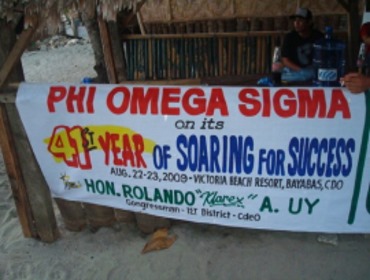 PHI OMEGA SIGMA
on its
41ST YEAR OF SOARING FOR SUCCESS
AUG. 22-23, 2009 - VICTORIA BEACH RESORT, BAYABAS, CDO
HON. ROLANDO "Klarex" A. UY
Congressman - 1ST District - CdeO